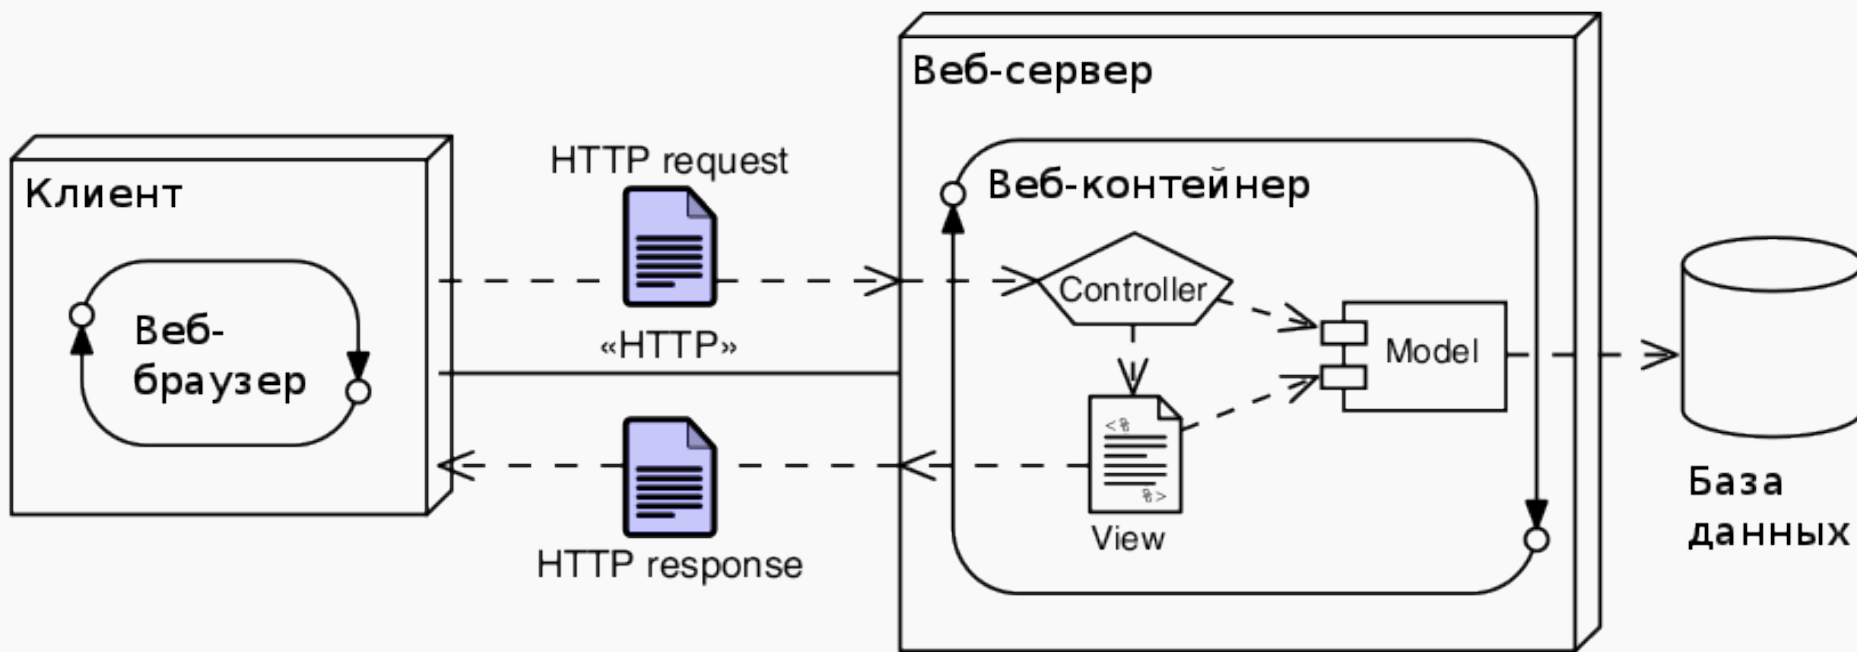 Веб-сервер
HTTP request
Клиент
Веб-контейнер
Controller
Веб-
браузер
«HTTP»
Model
<%
%>
View
HTTP response
База
данных